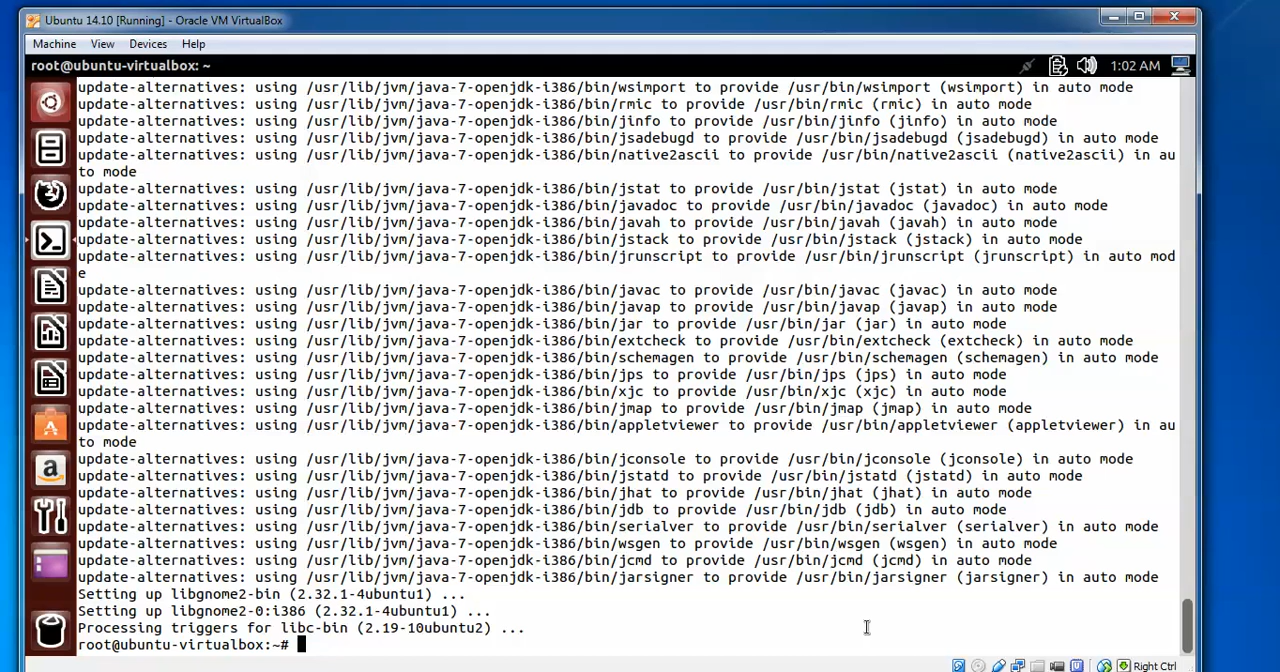 Ubuntu 14.10 [Running] - Oracle VM VirtualBox
Machine View Devices Help
root@ubuntu-virtualbox: ~ 1:02 AM
update-alternatives: using /usr/lib/jvm/java-7-openjdk-i386/bin/wsimport to provide /usr/bin/wsimport (wsimport) in auto mode
update-alternatives: using /usr/lib/jvm/java-7-openjdk-i386/bin/rmic to provide /usr/bin/rmic (rmic) in auto mode
update-alternatives: using /usr/lib/jvm/java-7-openjdk-i386/bin/jinfo to provide /usr/bin/jinfo (jinfo) in auto mode
update-alternatives: using /usr/lib/jvm/java-7-openjdk-i386/bin/jsadebugd to provide /usr/bin/jsadebugd (jsadebugd) in auto mode
update-alternatives: using /usr/lib/jvm/java-7-openjdk-i386/bin/native2ascii to provide /usr/bin/native2ascii (native2ascii) in au
to mode
update-alternatives: using /usr/lib/jvm/java-7-openjdk-i386/bin/jstat to provide /usr/bin/jstat (jstat) in auto mode
update-alternatives: using /usr/lib/jvm/java-7-openjdk-i386/bin/javadoc to provide /usr/bin/javadoc (javadoc) in auto mode
update-alternatives: using /usr/lib/jvm/java-7-openjdk-i386/bin/javah to provide /usr/bin/javah (javah) in auto mode
update-alternatives: using /usr/lib/jvm/java-7-openjdk-i386/bin/jstack to provide /usr/bin/jstack (jstack) in auto mode
update-alternatives: using /usr/lib/jvm/java-7-openjdk-i386/bin/jrunscript to provide /usr/bin/jrunscript (jrunscript) in auto mod
e
update-alternatives: using /usr/lib/jvm/java-7-openjdk-i386/bin/javac to provide /usr/bin/javac (javac) in auto mode
update-alternatives: using /usr/lib/jvm/java-7-openjdk-i386/bin/javap to provide /usr/bin/javap (javap) in auto mode
update-alternatives: using /usr/lib/jvm/java-7-openjdk-i386/bin/jar to provide /usr/bin/jar (jar) in auto mode
update-alternatives: using /usr/lib/jvm/java-7-openjdk-i386/bin/extcheck to provide /usr/bin/extcheck (extcheck) in auto mode
update-alternatives: using /usr/lib/jvm/java-7-openjdk-i386/bin/schemagen to provide /usr/bin/schemagen (schemagen) in auto mode
update-alternatives: using /usr/lib/jvm/java-7-openjdk-i386/bin/jps to provide /usr/bin/jps (jps) in auto mode
update-alternatives: using /usr/lib/jvm/java-7-openjdk-i386/bin/xjc to provide /usr/bin/xjc (xjc) in auto mode
update-alternatives: using /usr/lib/jvm/java-7-openjdk-i386/bin/jmap to provide /usr/bin/jmap (jmap) in auto mode
update-alternatives: using /usr/lib/jvm/java-7-openjdk-i386/bin/appletviewer to provide /usr/bin/appletviewer (appletviewer) in au
to mode
update-alternatives: using /usr/lib/jvm/java-7-openjdk-i386/bin/jconsole to provide /usr/bin/jconsole (jconsole) in auto mode
update-alternatives: using /usr/lib/jvm/java-7-openjdk-i386/bin/jstatd to provide /usr/bin/jstatd (jstatd) in auto mode
update-alternatives: using /usr/lib/jvm/java-7-openjdk-i386/bin/jhat to provide /usr/bin/jhat (jhat) in auto mode
update-alternatives: using /usr/lib/jvm/java-7-openjdk-i386/bin/jdb to provide /usr/bin/jdb (jdb) in auto mode
update-alternatives: using /usr/lib/jvm/java-7-openjdk-i386/bin/serialver to provide /usr/bin/serialver (serialver) in auto mode
update-alternatives: using /usr/lib/jvm/java-7-openjdk-i386/bin/wsgen to provide /usr/bin/wsgen (wsgen) in auto mode
update-alternatives: using /usr/lib/jvm/java-7-openjdk-i386/bin/jcmd to provide /usr/bin/jcmd (jcmd) in auto mode
update-alternatives: using /usr/lib/jvm/java-7-openjdk-i386/bin/jarsigner to provide /usr/bin/jarsigner (jarsigner) in auto mode
Setting up libgnome2-bin (2.32.1-4ubuntu1) ...
Setting up libgnome2-0:i386 (2.32.1-4ubuntu1) ...
Processing triggers for libc-bin (2.19-10ubuntu2) ...
root@ubuntu-virtualbox:~#
Right Ctrl